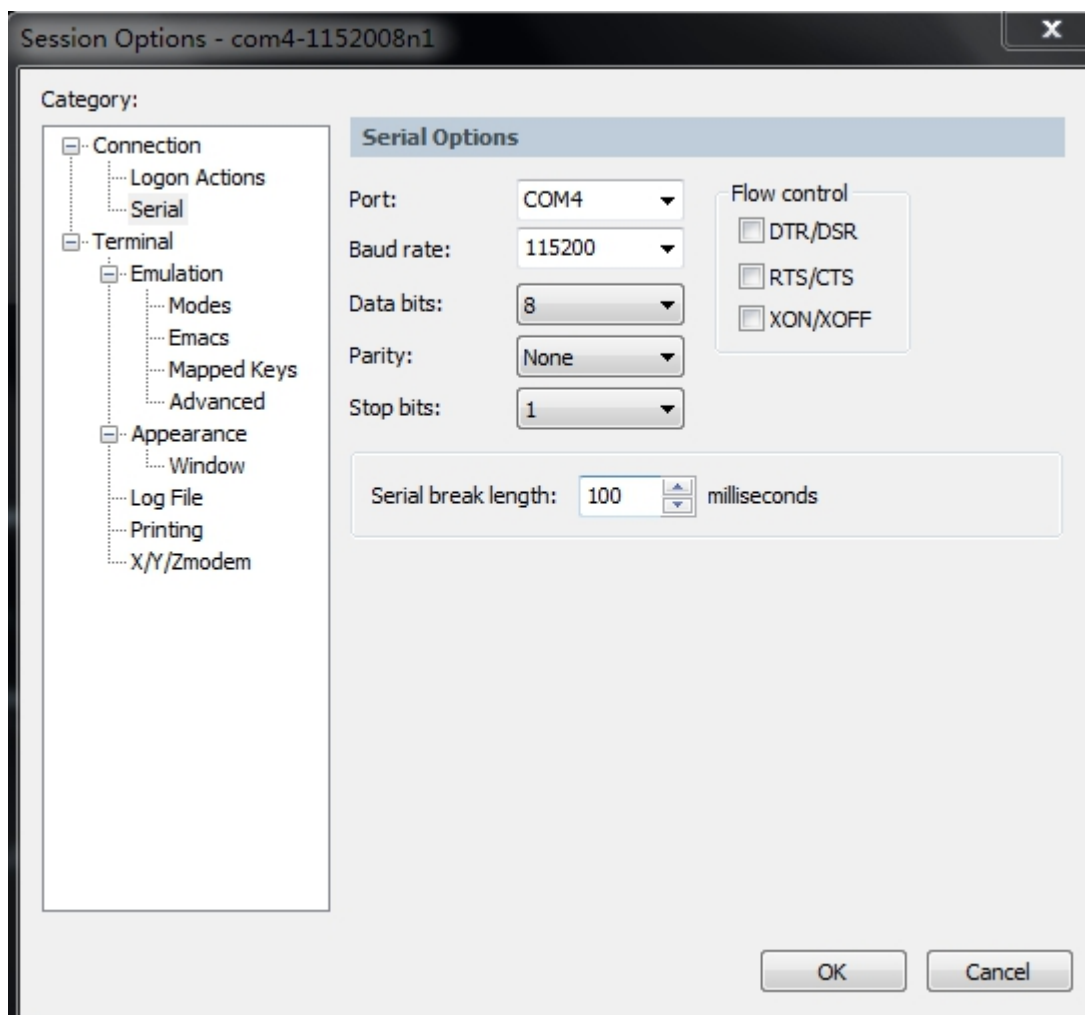 Session Options - com4-1152008n1
x
Category:
Connection
Logon Actions
Serial
Terminal
Emulation
Modes
Emacs
Mapped Keys
Advanced
Appearance
Window
Log File
Printing
X/Y/Zmodem
Serial Options
Port: COM4
Baud rate: 115200
Data bits: 8
Parity: None
Stop bits: 1
Flow control
DTR/DSR
RTS/CTS
XON/XOFF
Serial break length: 100 milliseconds
OK Cancel